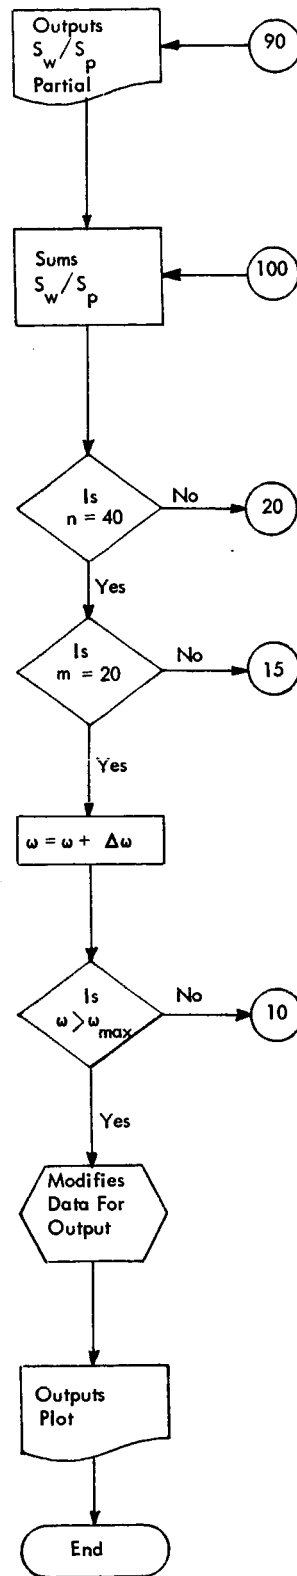 Outputs
S_w/S_p
Partial
90
Sums
S_w/S_p
100
Is
n = 40
No
20
Yes
Is
m = 20
No
15
Yes
ω = ω + Δω
Is
ω > ω_max
No
10
Yes
Modifies
Data For
Output
Outputs
Plot
End